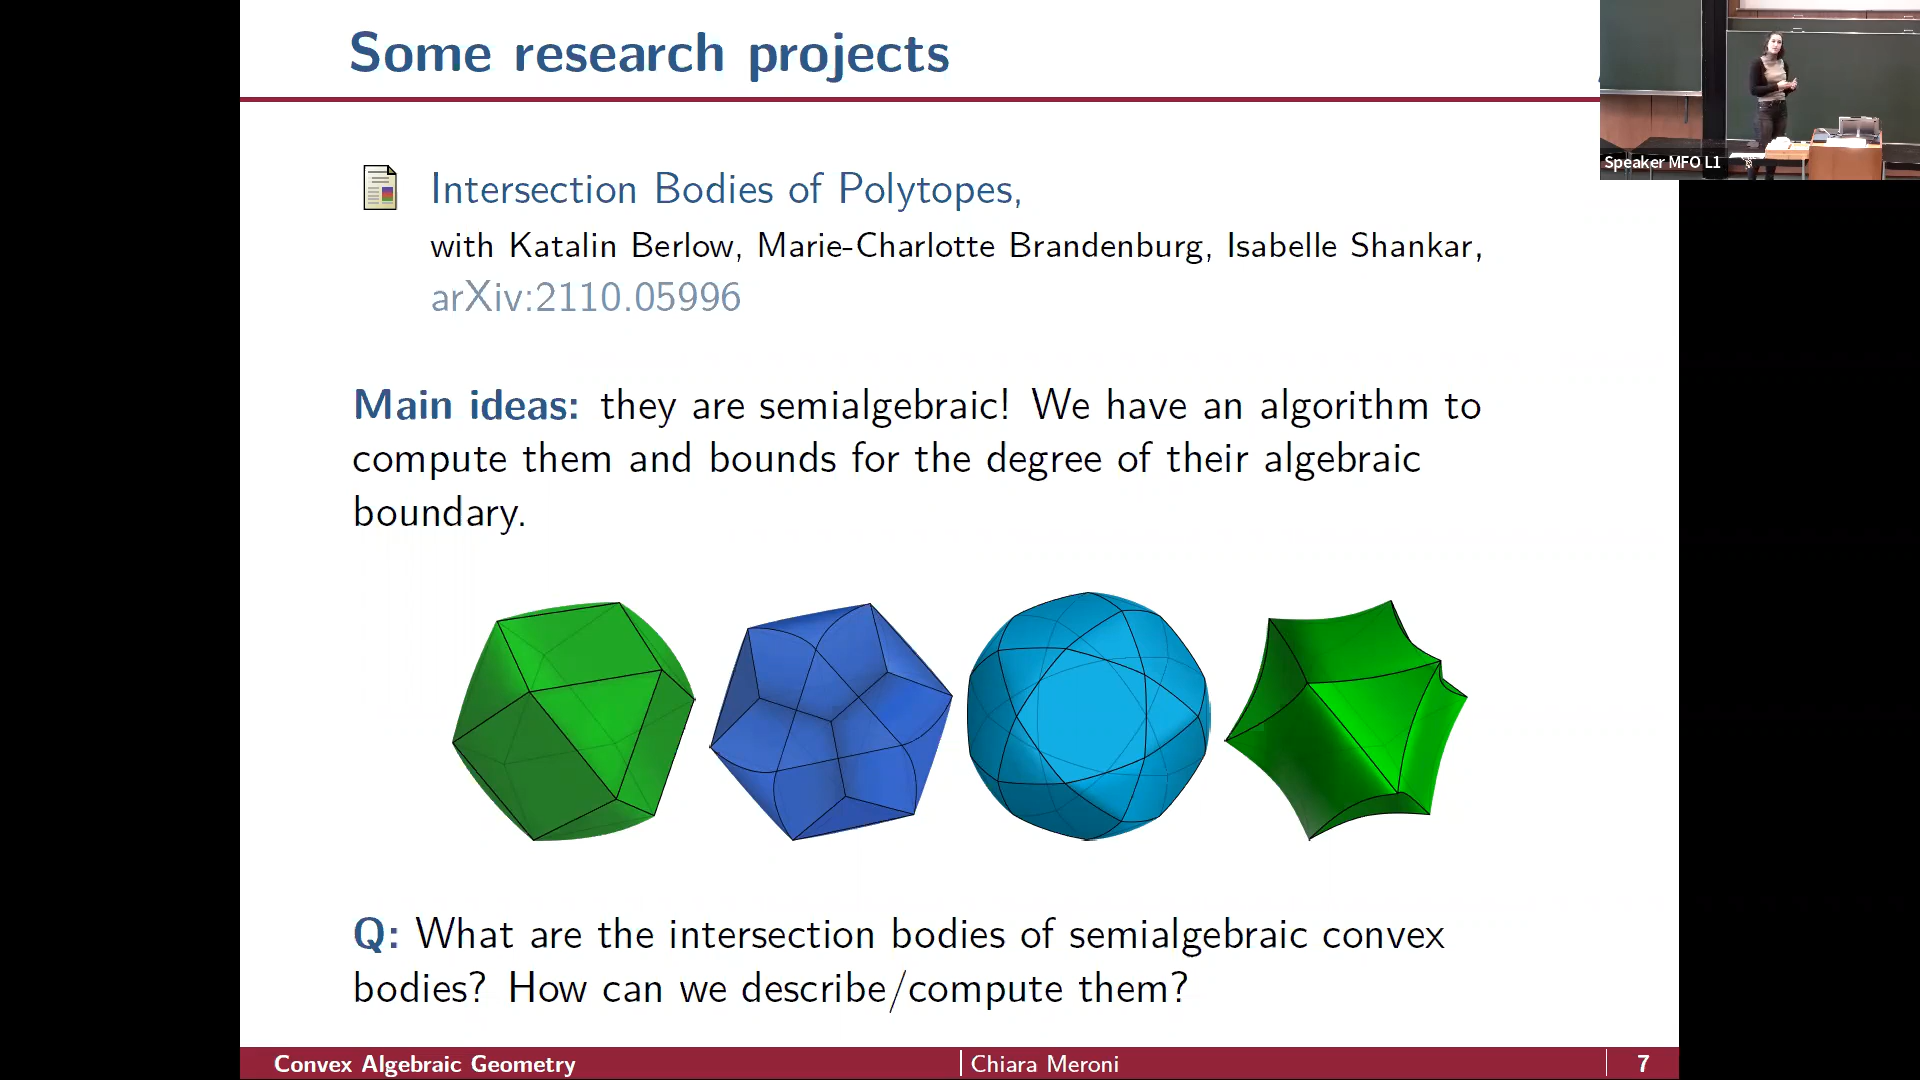 Some research projects
Speaker MFO L1
Intersection Bodies of Polytopes,
with Katalin Berlow, Marie-Charlotte Brandenburg, Isabelle Shankar,
arXiv:2110.05996
Main ideas: they are semialgebraic! We have an algorithm to
compute them and bounds for the degree of their algebraic
boundary.
Q: What are the intersection bodies of semialgebraic convex
bodies? How can we describe/compute them?
Convex Algebraic Geometry
Chiara Meroni
7